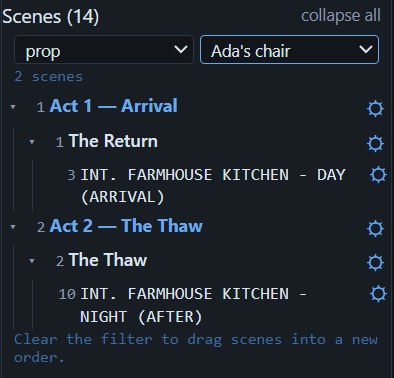 Scenes (14) collapse all
prop Ada's chair
2 scenes
1 Act 1 — Arrival
1 The Return
3 INT. FARMHOUSE KITCHEN - DAY
(ARRIVAL)
2 Act 2 — The Thaw
2 The Thaw
10 INT. FARMHOUSE KITCHEN -
NIGHT (AFTER)
Clear the filter to drag scenes into a new
order.